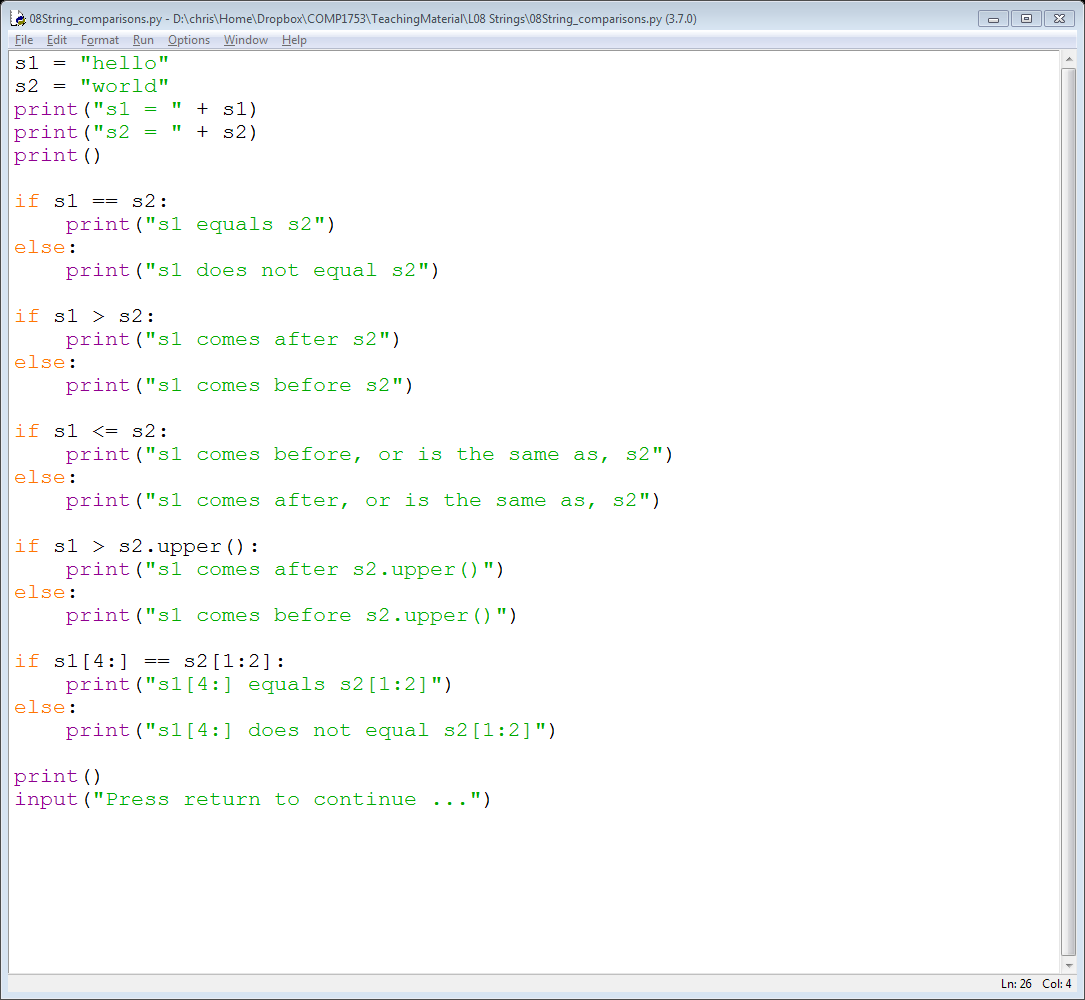 08String_comparisons.py - D:\chris\Home\Dropbox\COMP1753\TeachingMaterial\L08 Strings\08String_comparisons.py (3.7.0)
File Edit Format Run Options Window Help
s1 = "hello"
s2 = "world"
print("s1 = " + s1)
print("s2 = " + s2)
print()

if s1 == s2:
    print("s1 equals s2")
else:
    print("s1 does not equal s2")

if s1 > s2:
    print("s1 comes after s2")
else:
    print("s1 comes before s2")

if s1 <= s2:
    print("s1 comes before, or is the same as, s2")
else:
    print("s1 comes after, or is the same as, s2")

if s1 > s2.upper():
    print("s1 comes after s2.upper()")
else:
    print("s1 comes before s2.upper()")

if s1[4:] == s2[1:2]:
    print("s1[4:] equals s2[1:2]")
else:
    print("s1[4:] does not equal s2[1:2]")

print()
input("Press return to continue ...")
Ln: 26 Col: 4